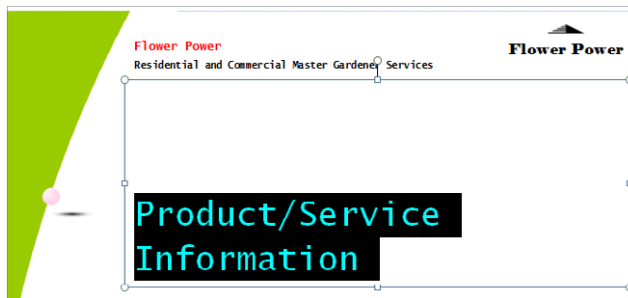 Flower Power
Flower Power
Residential and Commercial Master Gardener Services
Product/Service
Information